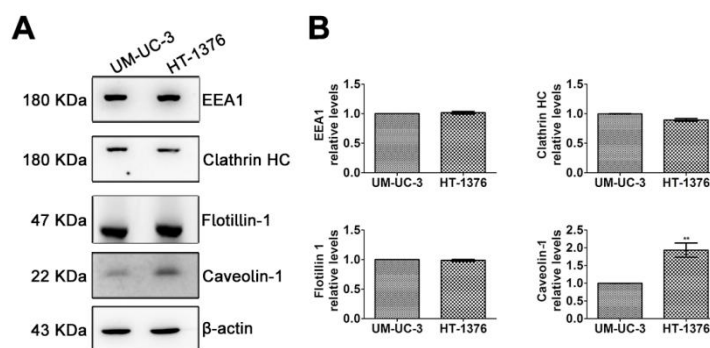 A
UM-UC-3
HT-1376
180 KDa
EEA1
180 KDa
Clathrin HC
47 KDa
Flotillin-1
22 KDa
Caveolin-1
43 KDa
β-actin
B
EEA1
relative levels
1.5
1.0
0.5
0.0
UM-UC-3
HT-1376
Clathrin HC
relative levels
1.5
1.0
0.5
0.0
UM-UC-3
HT-1376
Flotillin 1
relative levels
1.5
1.0
0.5
0.0
UM-UC-3
HT-1376
Caveolin-1
relative levels
2.5
2.0
1.5
1.0
0.5
0.0
**
UM-UC-3
HT-1376